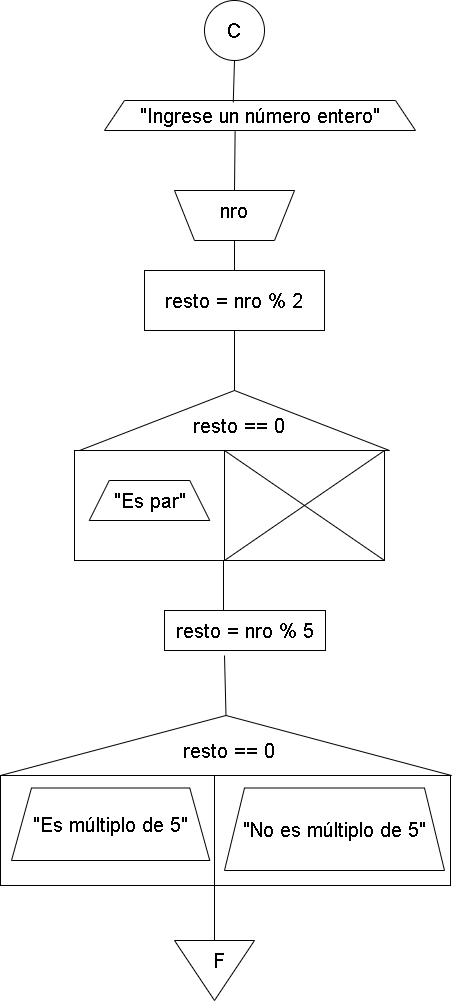 C
"Ingrese un número entero"
nro
resto = nro % 2
resto == 0
"Es par"
resto = nro % 5
resto == 0
"Es múltiplo de 5"
"No es múltiplo de 5"
F